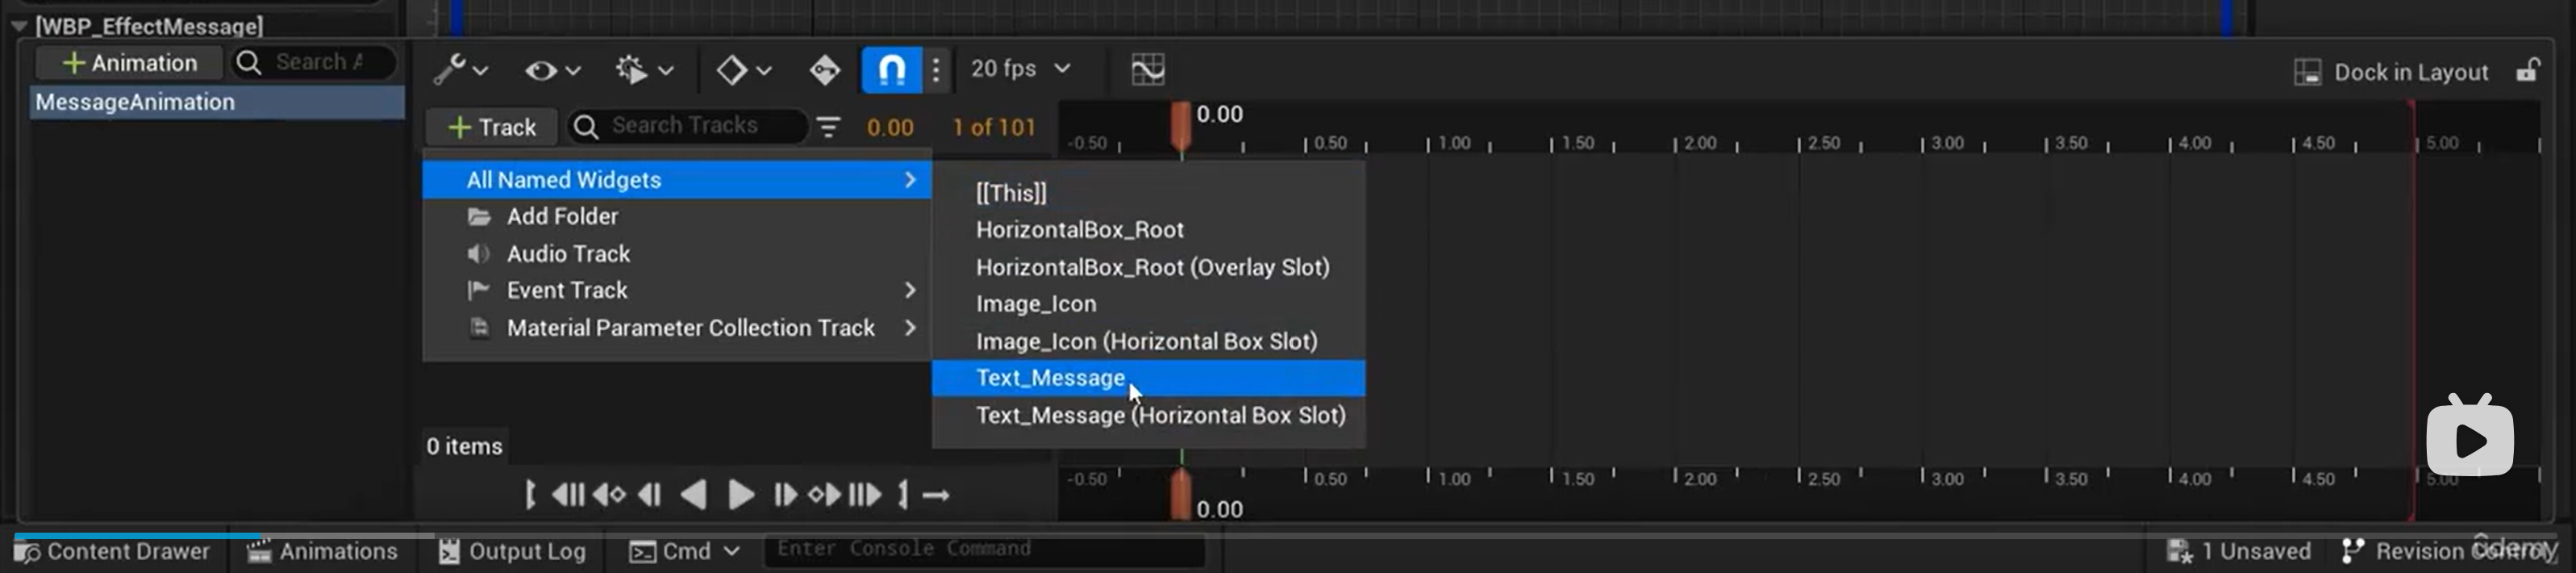 [WBP_EffectMessage]
Animation
Search A
20 fps
Dock in Layout
MessageAnimation
Track
Search Tracks
0.00
1 of 101
0.00
-0.50
0.50
1.00
1.50
2.00
2.50
3.00
3.50
4.00
4.50
5.00
All Named Widgets
Add Folder
Audio Track
Event Track
Material Parameter Collection Track
[[This]]
HorizontalBox_Root
HorizontalBox_Root (Overlay Slot)
Image_Icon
Image_Icon (Horizontal Box Slot)
Text_Message
Text_Message (Horizontal Box Slot)
0 items
-0.50
0.50
1.00
1.50
2.00
2.50
3.00
3.50
4.00
4.50
5.00
0.00
Content Drawer
Animations
Output Log
Cmd
Enter Console Command
1 Unsaved
Revision Control
udemy